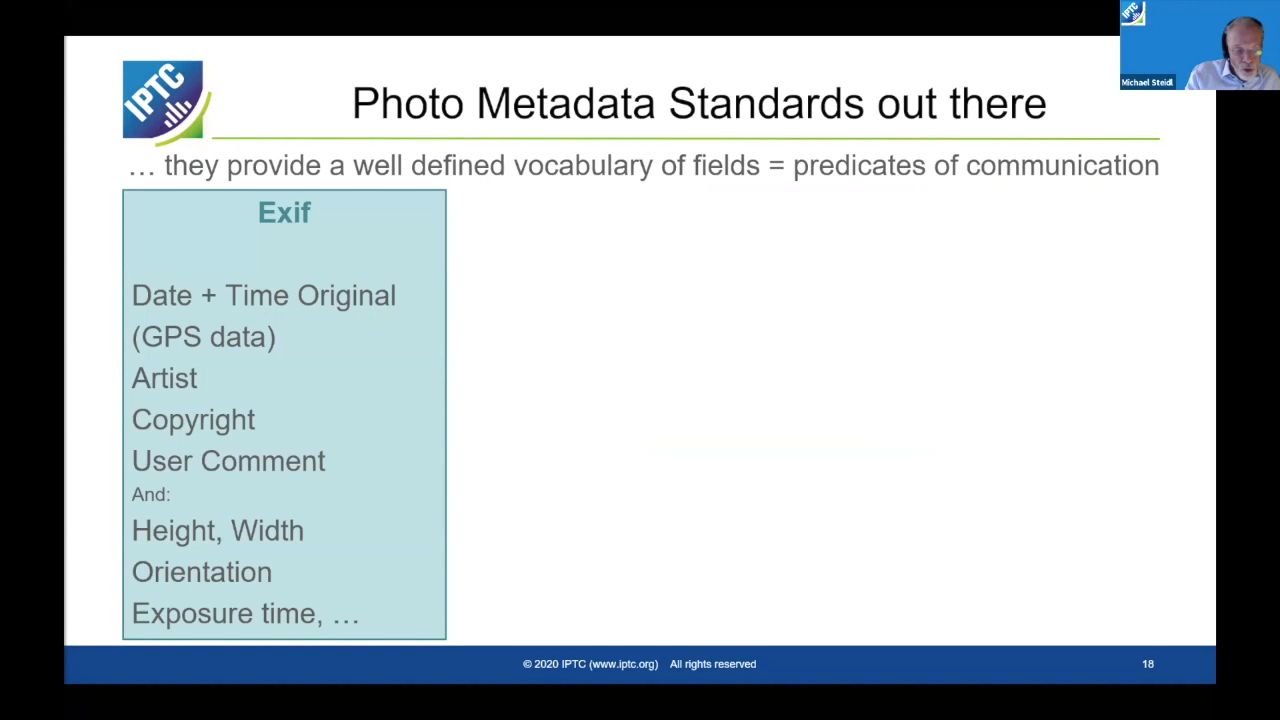 IPTC
Photo Metadata Standards out there
… they provide a well defined vocabulary of fields = predicates of communication
Exif
Date + Time Original
(GPS data)
Artist
Copyright
User Comment
And:
Height, Width
Orientation
Exposure time, …
© 2020 IPTC (www.iptc.org) All rights reserved
18
IPTC
Michael Steidl